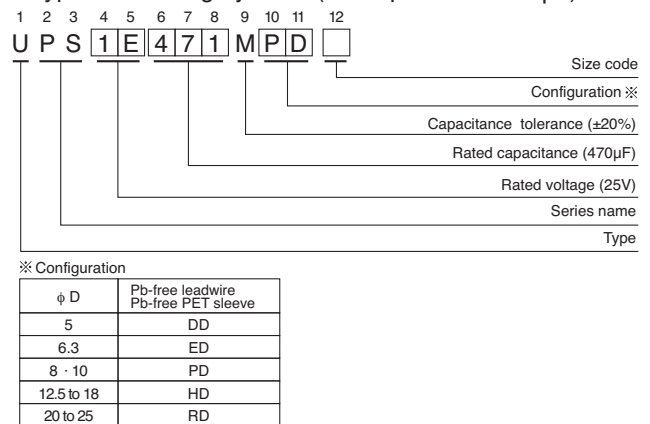 1 2 3 4 5 6 7 8 9 10 11 12
U P S 1 E 4 7 1 M P D
Size code
Configuration ※
Capacitance tolerance (±20%)
Rated capacitance (470µF)
Rated voltage (25V)
Series name
Type
※ Configuration
ϕ D Pb-free leadwire
Pb-free PET sleeve
5 DD
6.3 ED
8 · 10 PD
12.5 to 18 HD
20 to 25 RD